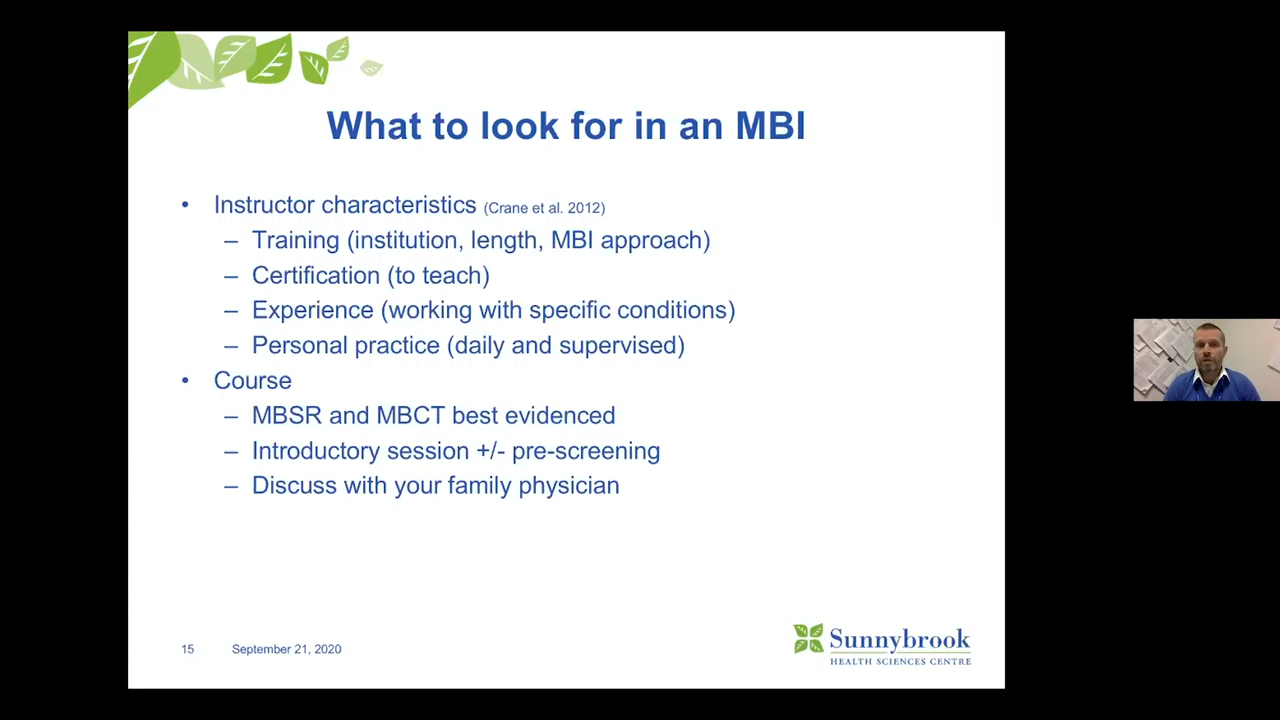 What to look for in an MBI
• Instructor characteristics (Crane et al. 2012)
– Training (institution, length, MBI approach)
– Certification (to teach)
– Experience (working with specific conditions)
– Personal practice (daily and supervised)
• Course
– MBSR and MBCT best evidenced
– Introductory session +/- pre-screening
– Discuss with your family physician
15 September 21, 2020
Sunnybrook
HEALTH SCIENCES CENTRE